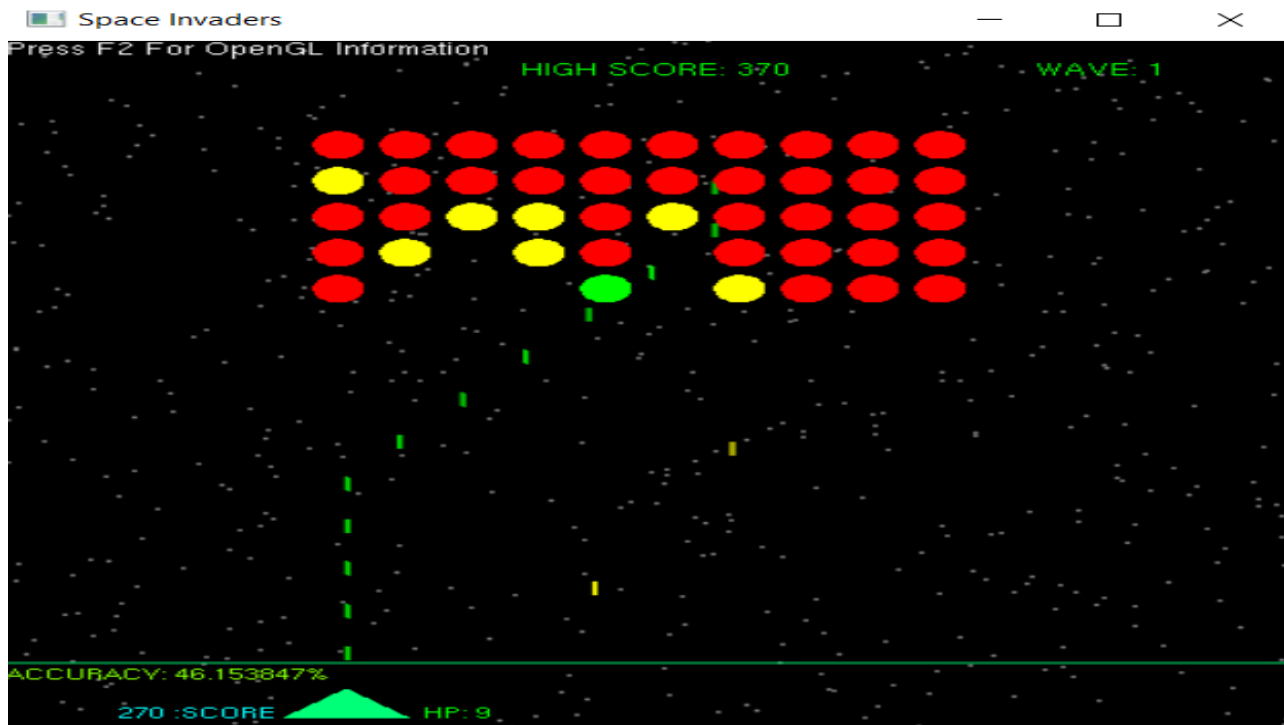 Space Invaders
Press F2 For OpenGL Information
HIGH SCORE: 370
WAVE: 1
ACCURACY: 46.153847%
270 :SCORE
HP: 9